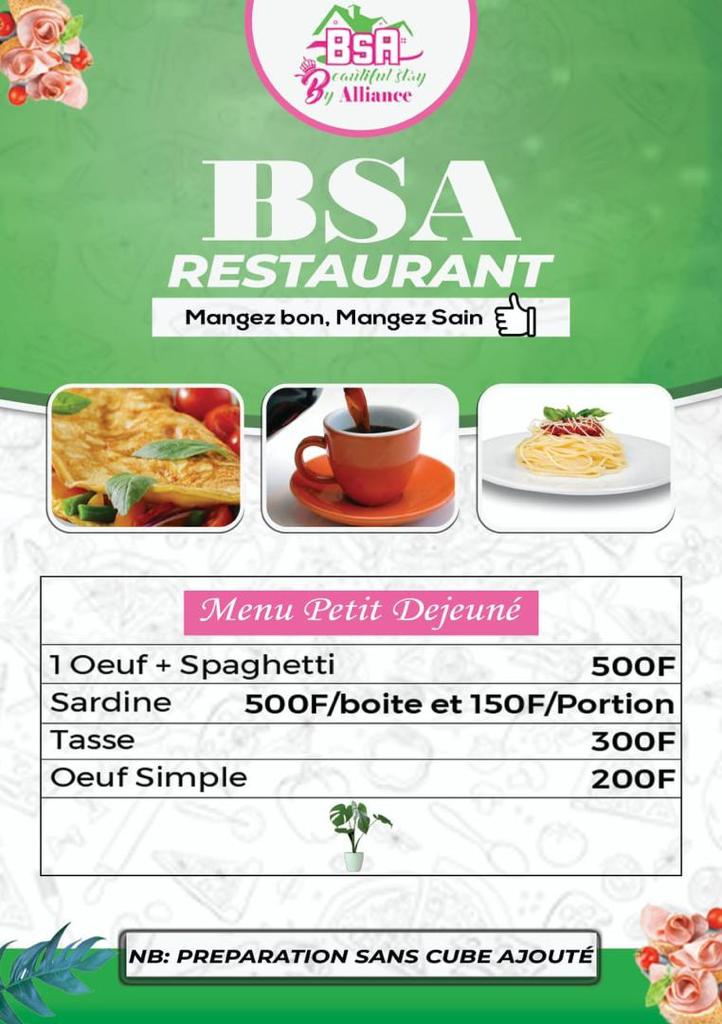 BSA
Beautiful stay
By Alliance
BSA
RESTAURANT
Mangez bon, Mangez Sain
Menu Petit Dejeuné
1 Oeuf + Spaghetti 500F
Sardine 500F/boite et 150F/Portion
Tasse 300F
Oeuf Simple 200F
NB: PREPARATION SANS CUBE AJOUTÉ